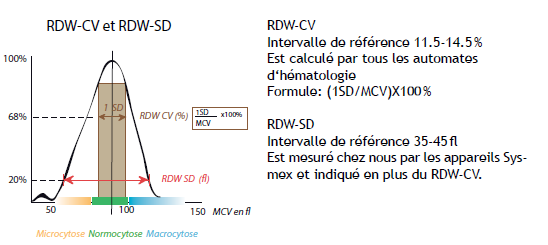 RDW-CV et RDW-SD
100%
68%
20%
1 SD
RDW CV (%)
1SD
MCV
x100%
RDW SD (fl)
50
100
150
MCV en fl
Microcytose Normocytose Macrocytose
RDW-CV
Intervalle de référence 11.5-14.5%
Est calculé par tous les automates
d‘hématologie
Formule: (1SD/MCV)X100%
RDW-SD
Intervalle de référence 35-45fl
Est mesuré chez nous par les appareils Sys-
mex et indiqué en plus du RDW-CV.